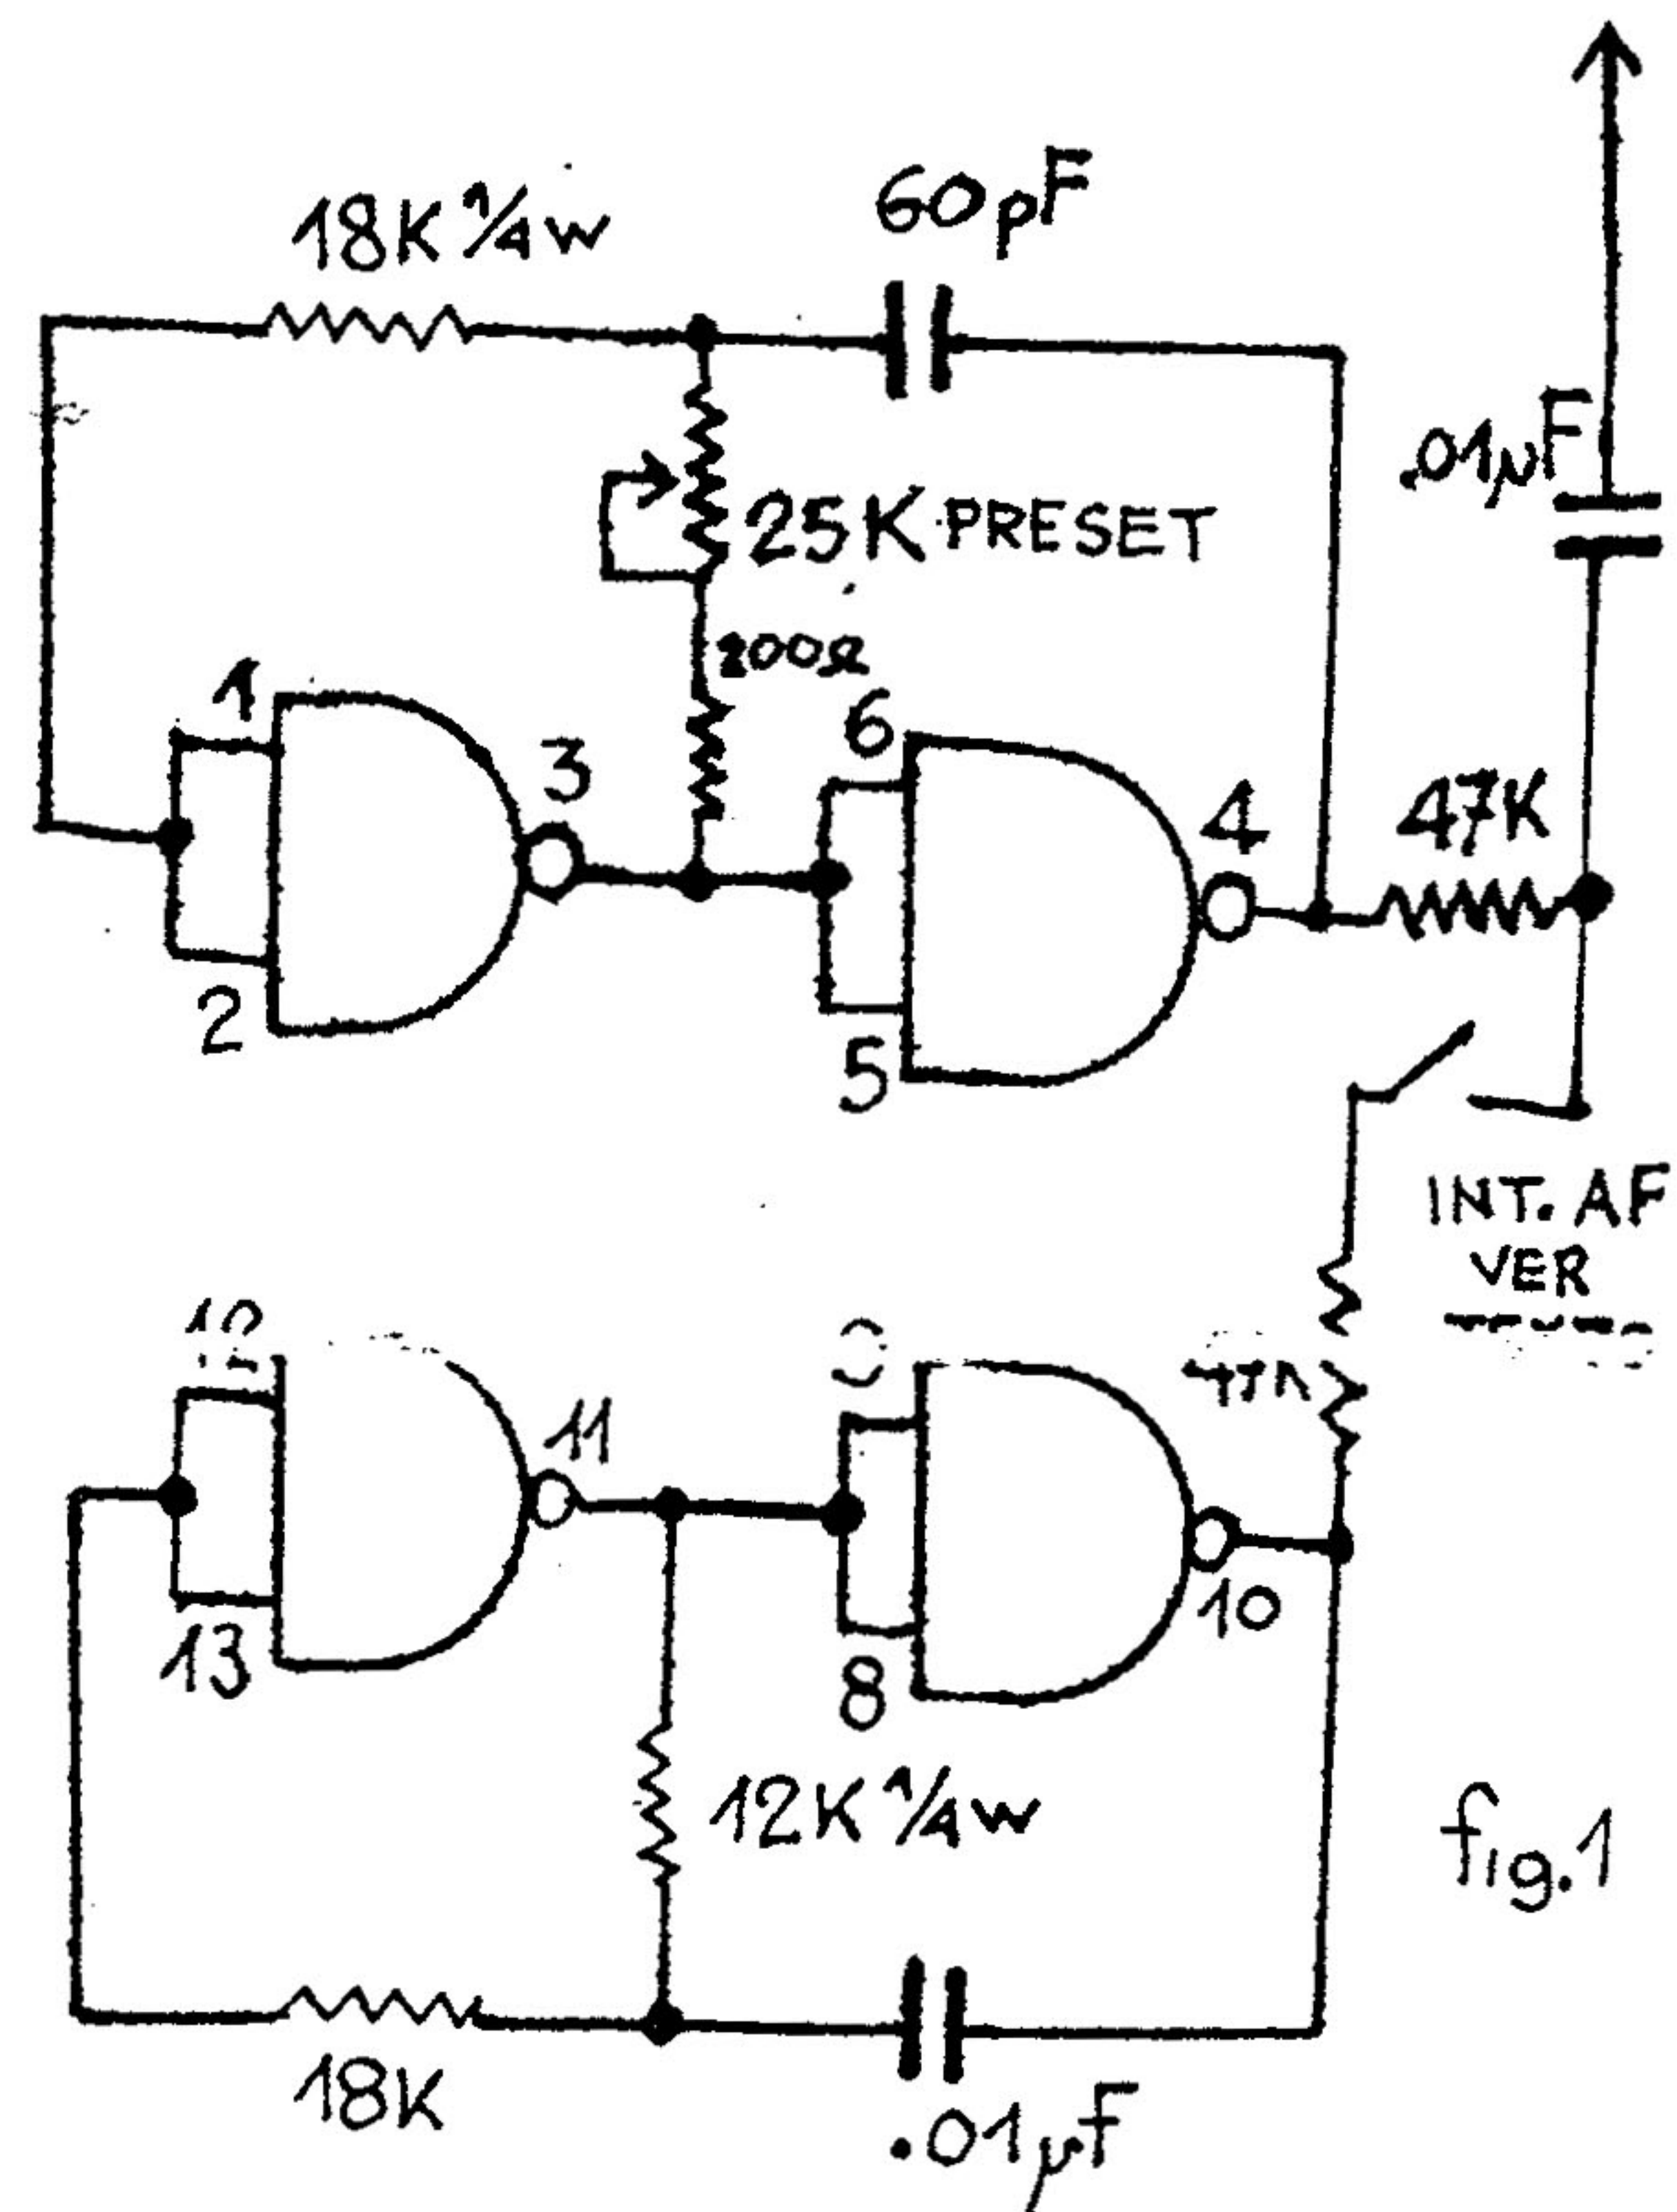 18K ¼w
60pF
.01µF
25K PRESET
1
3
6
4
47K
2
5
INT. AF
VER
11
13
8
10
12K ¼w
fig.1
18K
.01µF